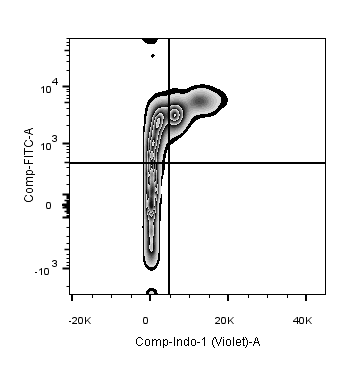 10 4
Comp-FITC-A
10 3
0
-10 3
-20K 0 20K 40K
Comp-Indo-1 (Violet)-A